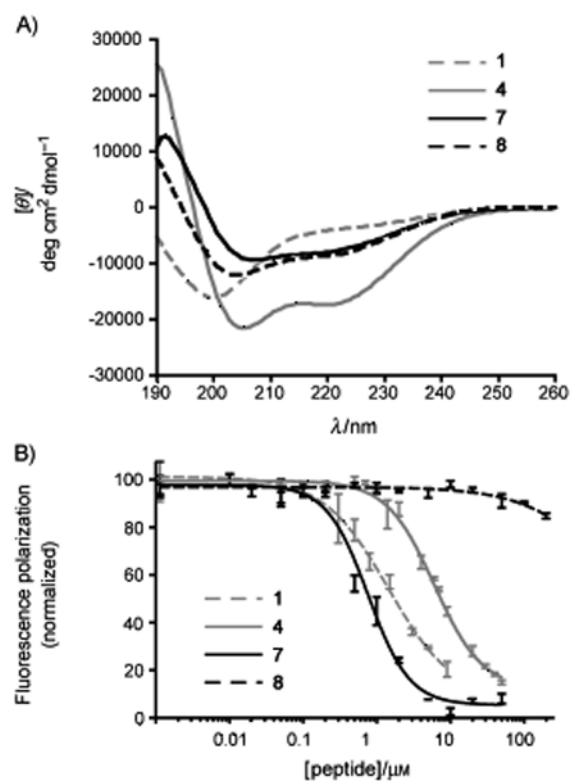 A)
30000
20000
10000
0
-10000
-20000
-30000
[θ]/
deg cm² dmol⁻¹
1
4
7
8
190 200 210 220 230 240 250 260
λ/nm
B)
100
80
60
40
20
0
Fluorescence polarization
(normalized)
1
4
7
8
0.01 0.1 1 10 100
[peptide]/µM